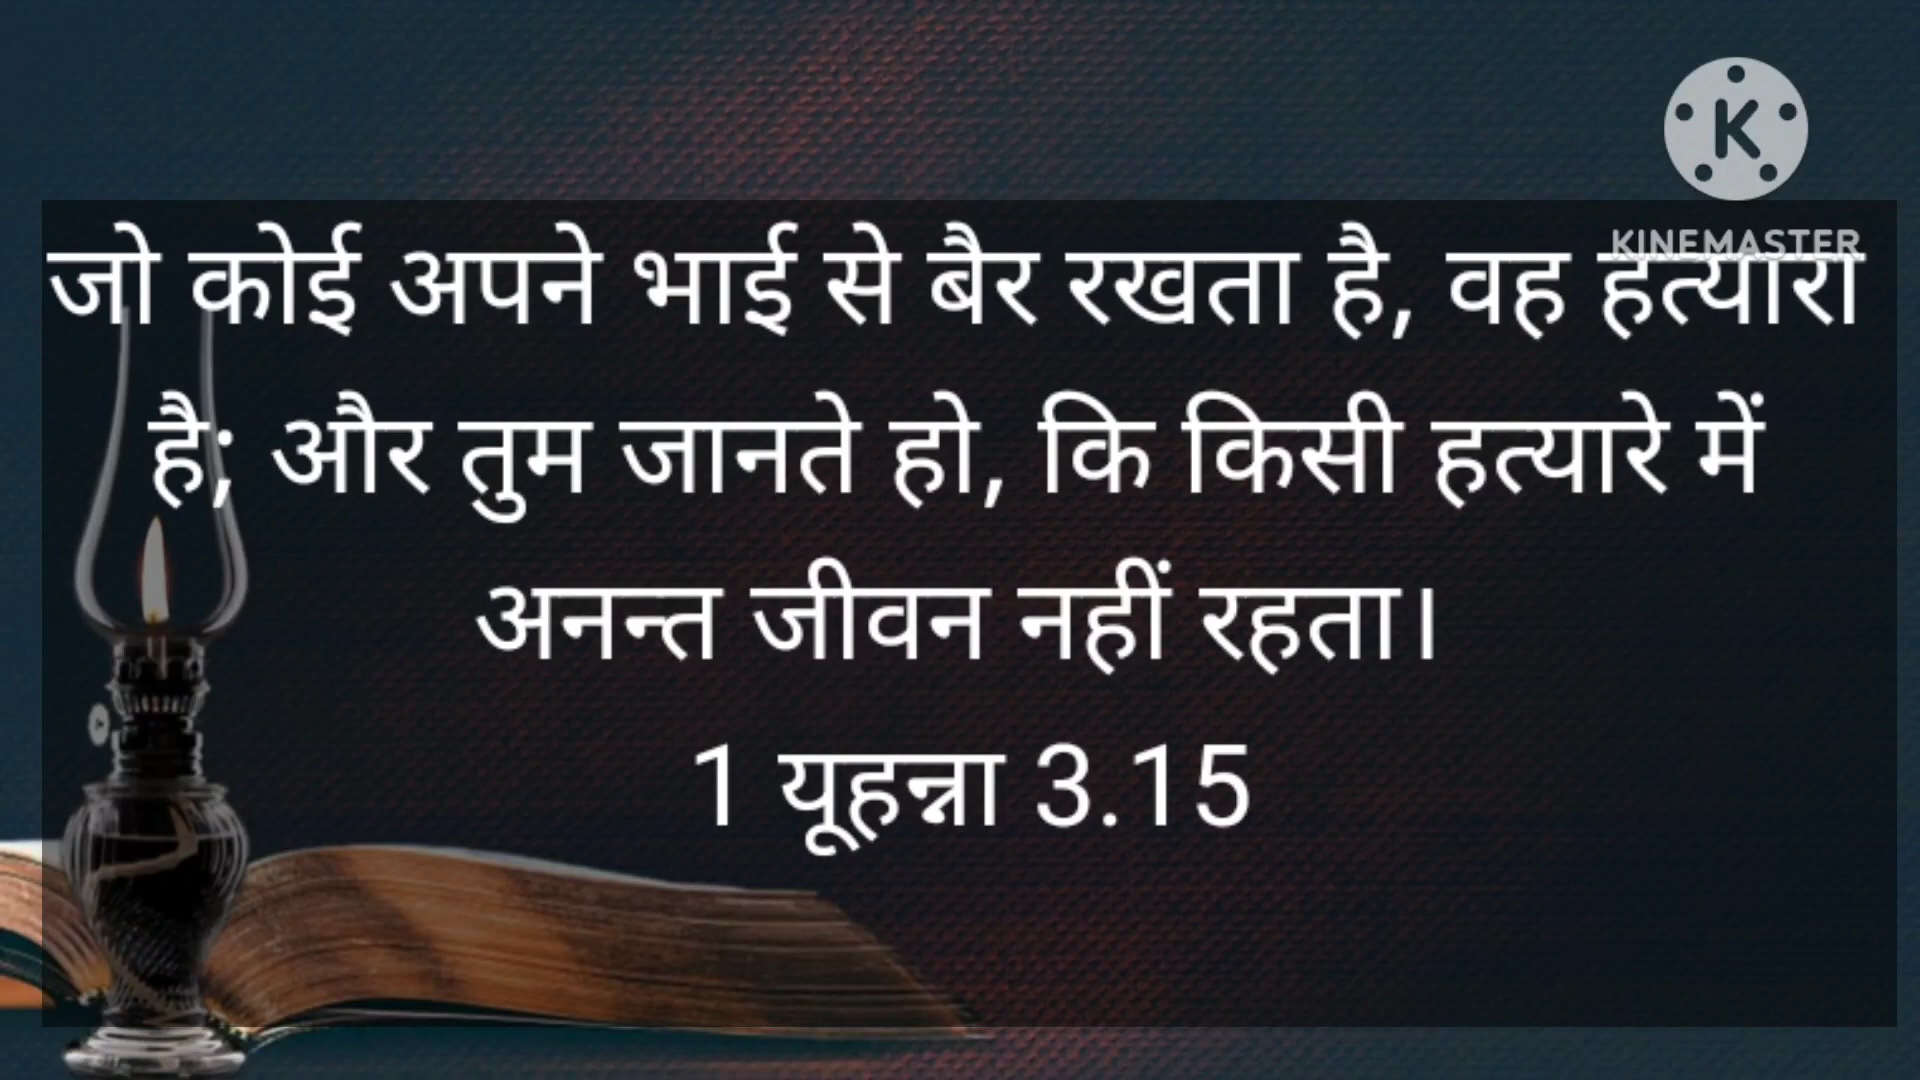 KINEMASTER
जो कोई अपने भाई से बैर रखता है, वह हत्यारा
है; और तुम जानते हो, कि किसी हत्यारे में
अनन्त जीवन नहीं रहता।
1 यूहन्ना 3.15